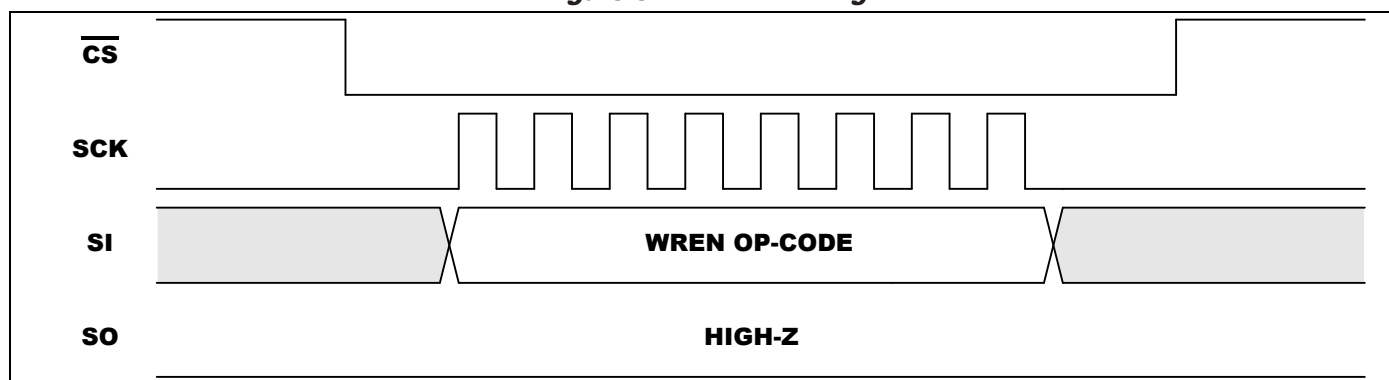 CS
SCK
SI
WREN OP-CODE
SO
HIGH-Z